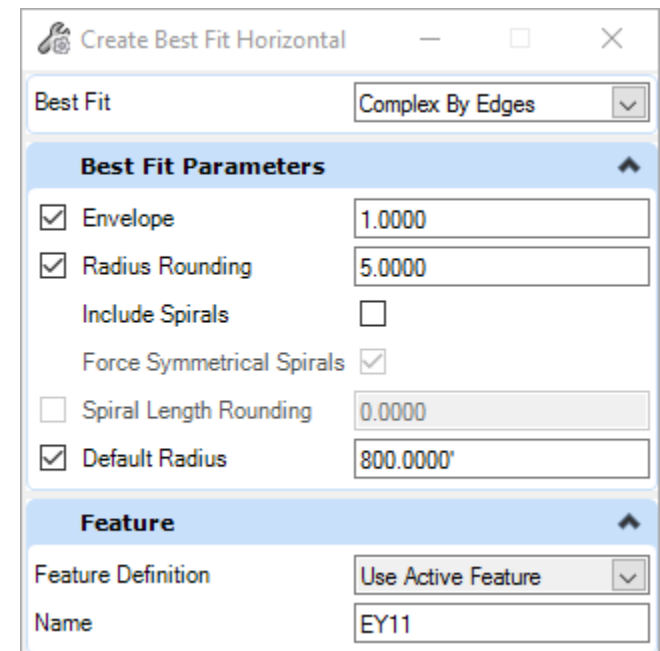 Create Best Fit Horizontal
Best Fit Complex By Edges
Best Fit Parameters
Envelope 1.0000
Radius Rounding 5.0000
Include Spirals
Force Symmetrical Spirals
Spiral Length Rounding 0.0000
Default Radius 800.0000'
Feature
Feature Definition Use Active Feature
Name EY11